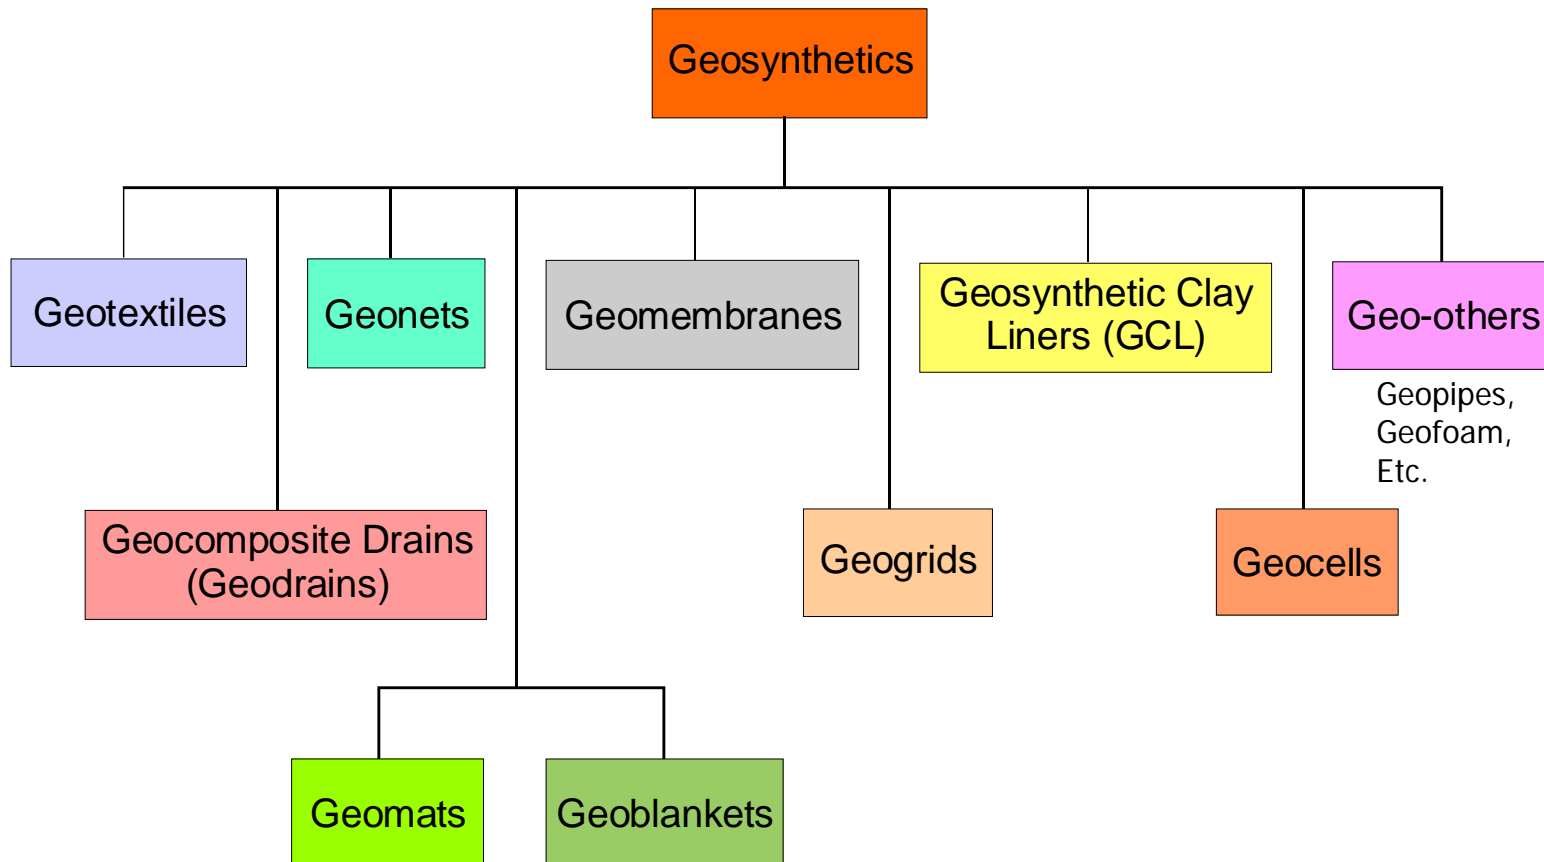 Geosynthetics
Geotextiles
Geonets
Geomembranes
Geosynthetic Clay
Liners (GCL)
Geo-others
Geopipes,
Geofoam,
Etc.
Geocomposite Drains
(Geodrains)
Geogrids
Geocells
Geomats
Geoblankets